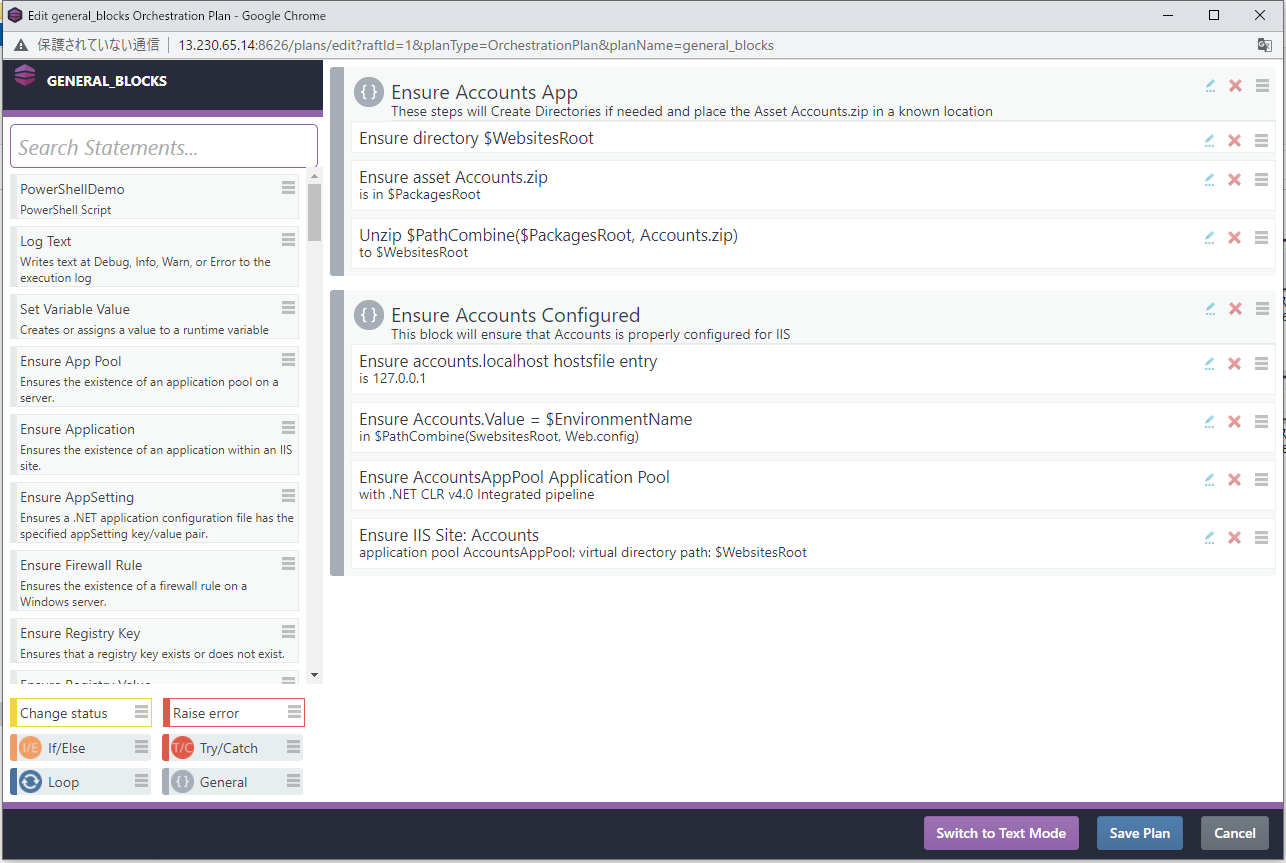 Edit general_blocks Orchestration Plan - Google Chrome
保護されていない通信 13.230.65.14:8626/plans/edit?raftId=1&planType=OrchestrationPlan&planName=general_blocks
GENERAL_BLOCKS
Search Statements...
PowerShellDemo
PowerShell Script
Log Text
Writes text at Debug, Info, Warn, or Error to the
execution log
Set Variable Value
Creates or assigns a value to a runtime variable
Ensure App Pool
Ensures the existence of an application pool on a
server.
Ensure Application
Ensures the existence of an application within an IIS
site.
Ensure AppSetting
Ensures a .NET application configuration file has the
specified appSetting key/value pair.
Ensure Firewall Rule
Ensures the existence of a firewall rule on a
Windows server.
Ensure Registry Key
Ensures that a registry key exists or does not exist.
Ensure Registry Value
Change status
Raise error
I/E If/Else
T/C Try/Catch
Loop
{} General
{} Ensure Accounts App
These steps will Create Directories if needed and place the Asset Accounts.zip in a known location
Ensure directory $WebsitesRoot
Ensure asset Accounts.zip
is in $PackagesRoot
Unzip $PathCombine($PackagesRoot, Accounts.zip)
to $WebsitesRoot
{} Ensure Accounts Configured
This block will ensure that Accounts is properly configured for IIS
Ensure accounts.localhost hostsfile entry
is 127.0.0.1
Ensure Accounts.Value = $EnvironmentName
in $PathCombine(SwebsitesRoot, Web.config)
Ensure AccountsAppPool Application Pool
with .NET CLR v4.0 Integrated pipeline
Ensure IIS Site: Accounts
application pool AccountsAppPool; virtual directory path: $WebsitesRoot
Switch to Text Mode
Save Plan
Cancel